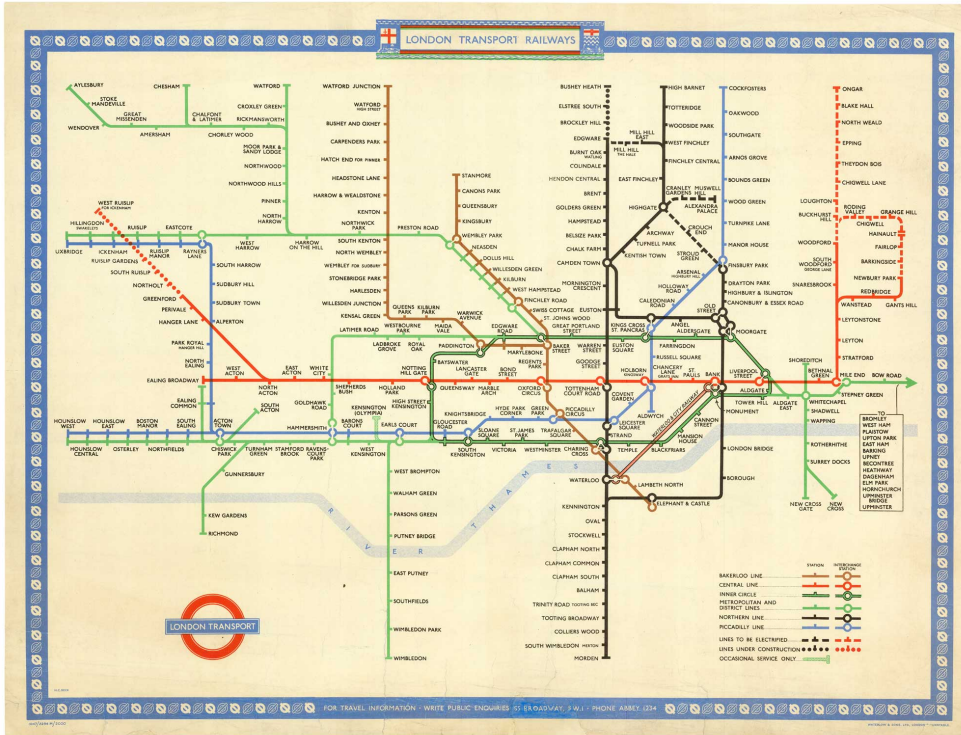 LONDON TRANSPORT RAILWAYS
AYLESBURY
STOKE
MANDEVILLE
WENDOVER
GREAT
MISSENDEN
AMERSHAM
CHESHAM
CHALFONT
& LATIMER
CHORLEY WOOD
WATFORD
CROXLEY GREEN
RICKMANSWORTH
MOOR PARK &
SANDY LODGE
NORTHWOOD
NORTHWOOD HILLS
PINNER
NORTH
HARROW
WATFORD JUNCTION
WATFORD
HIGH STREET
BUSHEY AND OXHEY
CARPENDERS PARK
HATCH END FOR PINNER
HEADSTONE LANE
HARROW & WEALDSTONE
KENTON
NORTHWICK
PARK
SOUTH KENTON
NORTH WEMBLEY
WEMBLEY FOR SUDBURY
STONEBRIDGE PARK
HARLESDEN
WILLESDEN JUNCTION
KENSAL GREEN
QUEENS
PARK
KILBURN
PARK
MAIDA
VALE
WARWICK
AVENUE
PADDINGTON
EDGWARE
ROAD
MARYLEBONE
STANMORE
CANONS PARK
QUEENSBURY
KINGSBURY
WEMBLEY PARK
NEASDEN
DOLLIS HILL
WILLESDEN GREEN
KILBURN
WEST HAMPSTEAD
FINCHLEY ROAD
SWISS COTTAGE
ST. JOHNS WOOD
GREAT PORTLAND
STREET
BAKER
STREET
REGENTS
PARK
PRESTON ROAD
HARROW
ON THE HILL
WEST
HARROW
WEST RUISLIP
FOR ICKENHAM
HILLINGDON
SWAKELEYS
UXBRIDGE
ICKENHAM
RUISLIP
RUISLIP GARDENS
RUISLIP
MANOR
EASTCOTE
RAYNERS
LANE
SOUTH RUISLIP
NORTHOLT
GREENFORD
PERIVALE
HANGER LANE
SOUTH HARROW
SUDBURY HILL
SUDBURY TOWN
ALPERTON
PARK ROYAL
HANGER HILL
NORTH
EALING
EALING BROADWAY
EALING
COMMON
WEST
ACTON
NORTH
ACTON
EAST
ACTON
WHITE
CITY
SHEPHERDS
BUSH
HOLLAND
PARK
NOTTING
HILL GATE
QUEENSWAY
LANCASTER
GATE
MARBLE
ARCH
BOND
STREET
OXFORD
CIRCUS
TOTTENHAM
COURT ROAD
HOLBORN
KINGSWAY
CHANCERY
LANE
GRAYS INN
ST.
PAULS
BANK
LIVERPOOL
STREET
BETHNAL
GREEN
MILE END
BOW ROAD
STEPNEY GREEN
LATIMER ROAD
LADBROKE
GROVE
WESTBOURNE
PARK
ROYAL
OAK
GOLDHAWK
ROAD
BAYSWATER
HIGH STREET
KENSINGTON
KENSINGTON
(OLYMPIA)
HOUNSLOW
WEST
HOUNSLOW
CENTRAL
HOUNSLOW
EAST
OSTERLEY
BOSTON
MANOR
NORTHFIELDS
SOUTH
EALING
ACTON
TOWN
SOUTH
ACTON
CHISWICK
PARK
TURNHAM
GREEN
STAMFORD
BROOK
RAVENS-
COURT
PARK
HAMMERSMITH
BARONS
COURT
WEST
KENSINGTON
EARLS COURT
GLOUCESTER
ROAD
SOUTH
KENSINGTON
KNIGHTSBRIDGE
SLOANE
SQUARE
HYDE PARK
CORNER
VICTORIA
GREEN
PARK
ST. JAMES
PARK
PICCADILLY
CIRCUS
TRAFALGAR
SQUARE
WESTMINSTER
CHARING
CROSS
STRAND
LEICESTER
SQUARE
COVENT
GARDEN
ALDWYCH
TEMPLE
BLACKFRIARS
MANSION
HOUSE
CANNON
STREET
MONUMENT
WATERLOO & CITY RAILWAY
GUNNERSBURY
KEW GARDENS
RICHMOND
WEST BROMPTON
WALHAM GREEN
PARSONS GREEN
PUTNEY BRIDGE
EAST PUTNEY
SOUTHFIELDS
WIMBLEDON PARK
WIMBLEDON
RIVER THAMES
BUSHEY HEATH
ELSTREE SOUTH
BROCKLEY HILL
EDGWARE
BURNT OAK
WATLING
COLINDALE
HENDON CENTRAL
BRENT
GOLDERS GREEN
HAMPSTEAD
BELSIZE PARK
CHALK FARM
CAMDEN TOWN
MORNINGTON
CRESCENT
EUSTON
WARREN
STREET
GOODGE
STREET
EUSTON
SQUARE
MILL HILL
EAST
MILL HILL
THE HALE
HIGH BARNET
TOTTERIDGE
WOODSIDE PARK
WEST FINCHLEY
FINCHLEY CENTRAL
EAST FINCHLEY
HIGHGATE
CRANLEY
GARDENS
MUSWELL
HILL
ALEXANDRA
PALACE
CROUCH
END
STROUD
GREEN
ARCHWAY
TUFNELL PARK
KENTISH TOWN
COCKFOSTERS
OAKWOOD
SOUTHGATE
ARNOS GROVE
BOUNDS GREEN
WOOD GREEN
TURNPIKE LANE
MANOR HOUSE
FINSBURY PARK
ARSENAL
(HIGHBURY HILL)
HOLLOWAY
ROAD
CALEDONIAN
ROAD
KINGS CROSS
ST. PANCRAS
RUSSELL SQUARE
DRAYTON PARK
HIGHBURY & ISLINGTON
CANONBURY & ESSEX ROAD
OLD
STREET
ANGEL
MOORGATE
ALDERSGATE
FARRINGDON
ONGAR
BLAKE HALL
NORTH WEALD
EPPING
THEYDON BOIS
CHIGWELL LANE
LOUGHTON
BUCKHURST
HILL
RODING
VALLEY
CHIGWELL
GRANGE HILL
HAINAULT
FAIRLOP
BARKINGSIDE
NEWBURY PARK
GANTS HILL
REDBRIDGE
WANSTEAD
WOODFORD
SOUTH
WOODFORD
GEORGE LANE
SNARESBROOK
LEYTONSTONE
LEYTON
STRATFORD
SHOREDITCH
ALDGATE
ALDGATE
EAST
TOWER HILL
WHITECHAPEL
SHADWELL
WAPPING
ROTHERHITHE
SURREY DOCKS
NEW CROSS
GATE
NEW
CROSS
TO
BROMLEY
WEST HAM
PLAISTOW
UPTON PARK
EAST HAM
BARKING
UPNEY
BECONTREE
HEATHWAY
DAGENHAM
ELM PARK
HORNCHURCH
UPMINSTER
BRIDGE
UPMINSTER
LONDON BRIDGE
BOROUGH
ELEPHANT & CASTLE
LAMBETH NORTH
WATERLOO
KENNINGTON
OVAL
STOCKWELL
CLAPHAM NORTH
CLAPHAM COMMON
CLAPHAM SOUTH
BALHAM
TRINITY ROAD TOOTING BEC
TOOTING BROADWAY
COLLIERS WOOD
SOUTH WIMBLEDON MERTON
MORDEN
STATION
INTERCHANGE
STATION
BAKERLOO LINE
CENTRAL LINE
INNER CIRCLE
METROPOLITAN AND
DISTRICT LINES
NORTHERN LINE
PICCADILLY LINE
LINES TO BE ELECTRIFIED
LINES UNDER CONSTRUCTION
OCCASIONAL SERVICE ONLY
LONDON TRANSPORT
FOR TRAVEL INFORMATION - WRITE PUBLIC ENQUIRIES 55 BROADWAY, S.W.1 - PHONE ABBEY 1234